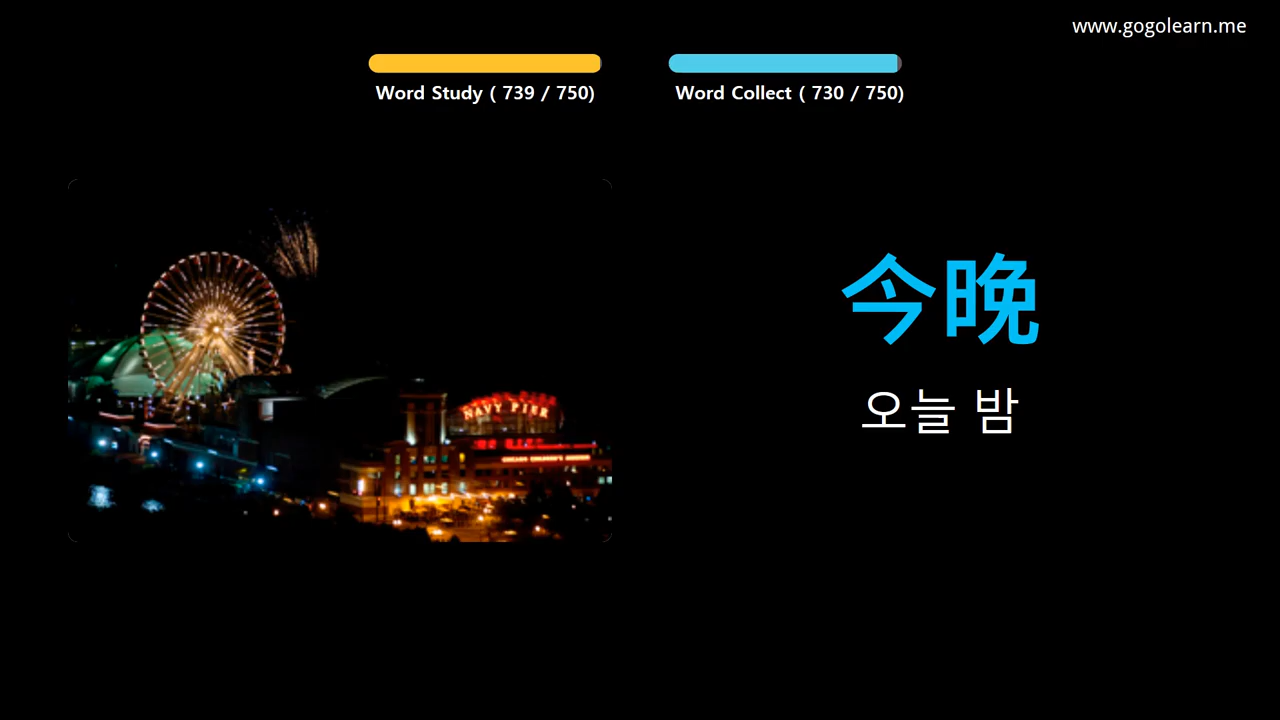 www.gogolearn.me
Word Study ( 739 / 750)
Word Collect ( 730 / 750)
今晚
오늘 밤
NAVY PIER